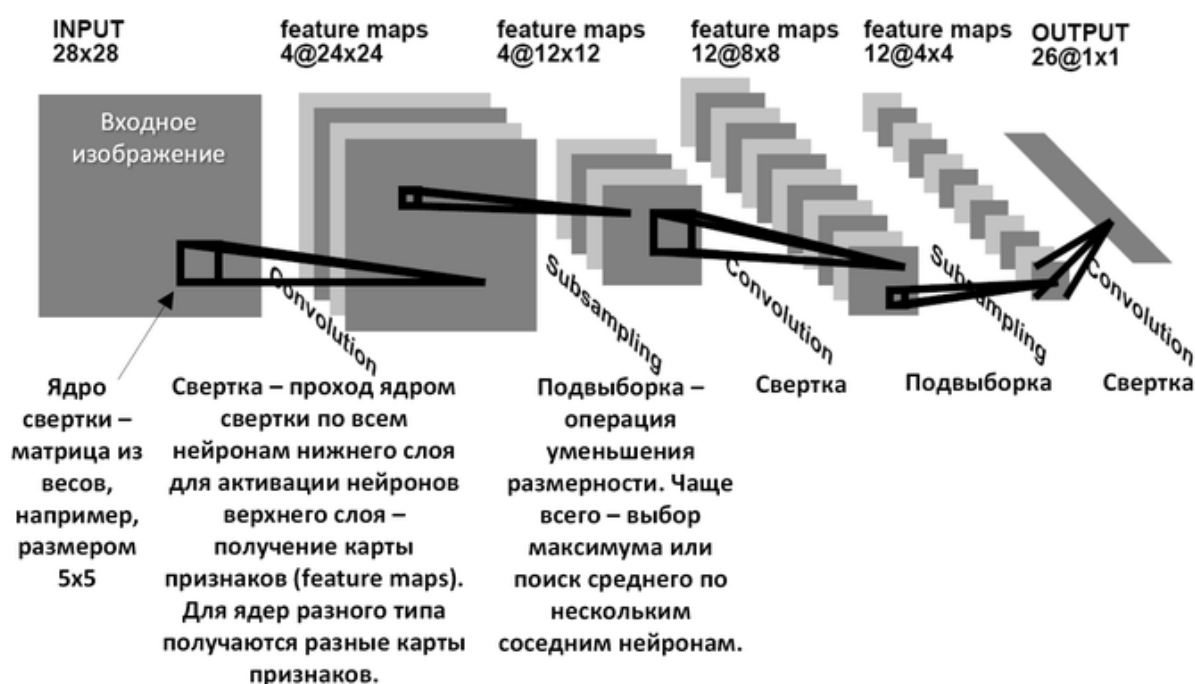 INPUT
28x28
feature maps
4@24x24
feature maps
4@12x12
feature maps
12@8x8
feature maps
12@4x4
OUTPUT
26@1x1
Входное
изображение
Convolution
Subsampling
Convolution
Subsampling
Convolution
Ядро
свертки –
матрица из
весов,
например,
размером
5x5
Свертка – проход ядром
свертки по всем
нейронам нижнего слоя
для активации нейронов
верхнего слоя –
получение карты
признаков (feature maps).
Для ядер разного типа
получаются разные карты
признаков.
Подвыборка –
операция
уменьшения
размерности. Чаще
всего – выбор
максимума или
поиск среднего по
нескольким
соседним нейронам.
Свертка
Подвыборка
Свертка